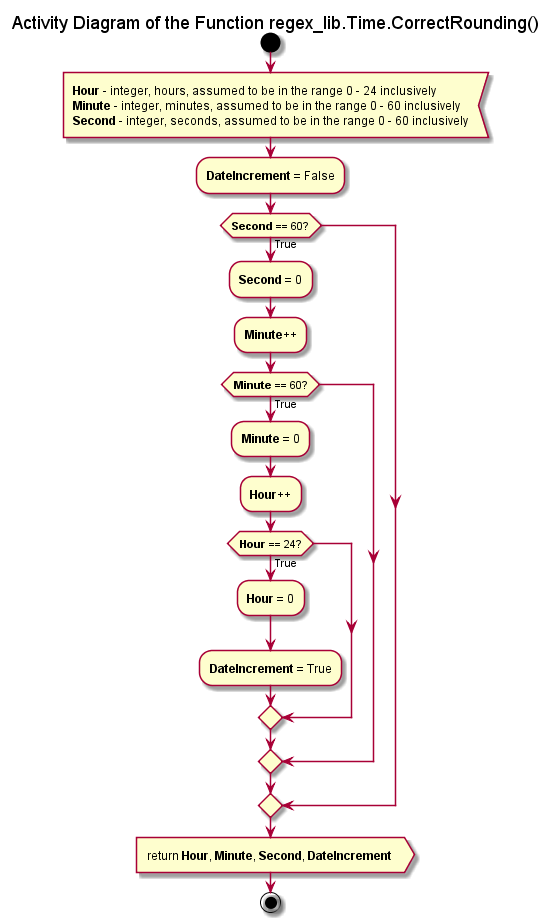 Activity Diagram of the Function regex_lib.Time.CorrectRounding()
Hour - integer, hours, assumed to be in the range 0 - 24 inclusively
Minute - integer, minutes, assumed to be in the range 0 - 60 inclusively
Second - integer, seconds, assumed to be in the range 0 - 60 inclusively
DateIncrement = False
Second == 60?
True
Second = 0
Minute++
Minute == 60?
True
Minute = 0
Hour++
Hour == 24?
True
Hour = 0
DateIncrement = True
return Hour, Minute, Second, DateIncrement